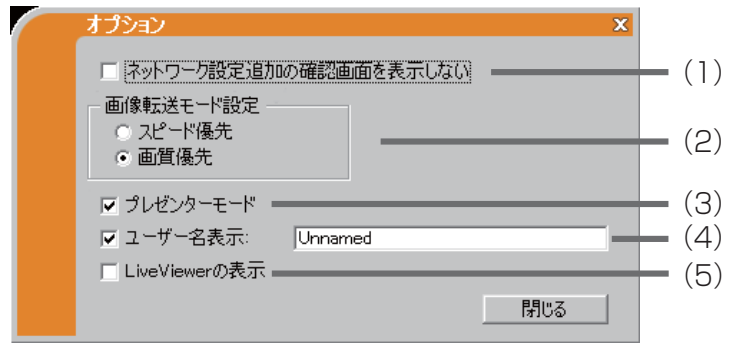 オプション x
ネットワーク設定追加の確認画面を表示しない (1)
画像転送モード設定
スピード優先
(2)
画質優先
プレゼンターモード (3)
ユーザー名表示: Unnamed (4)
LiveViewerの表示 (5)
閉じる